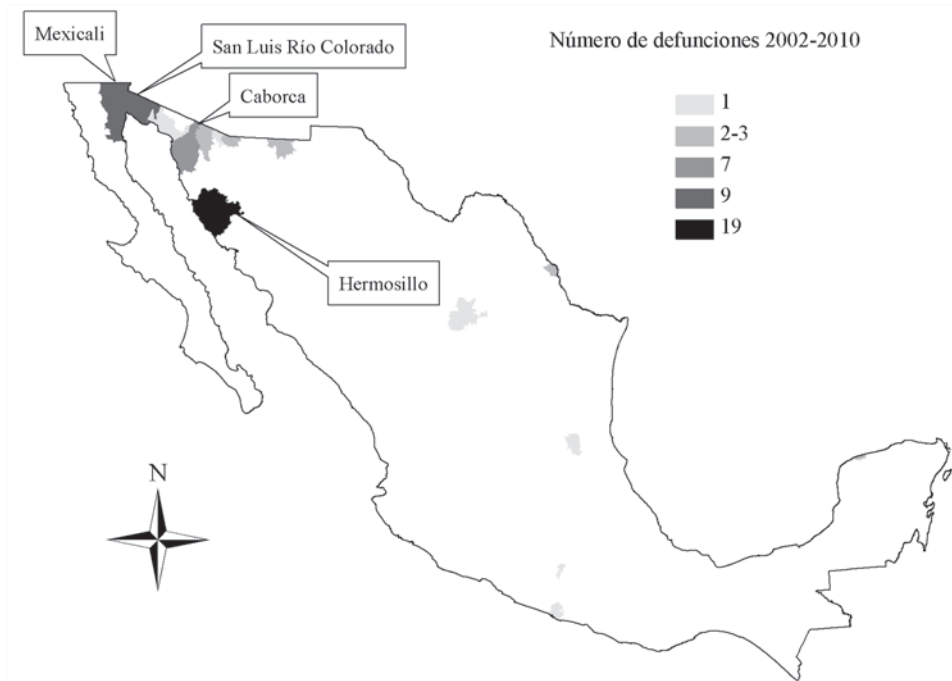 Mexicali
San Luis Río Colorado
Caborca
Hermosillo
Número de defunciones 2002-2010
1
2-3
7
9
19
N